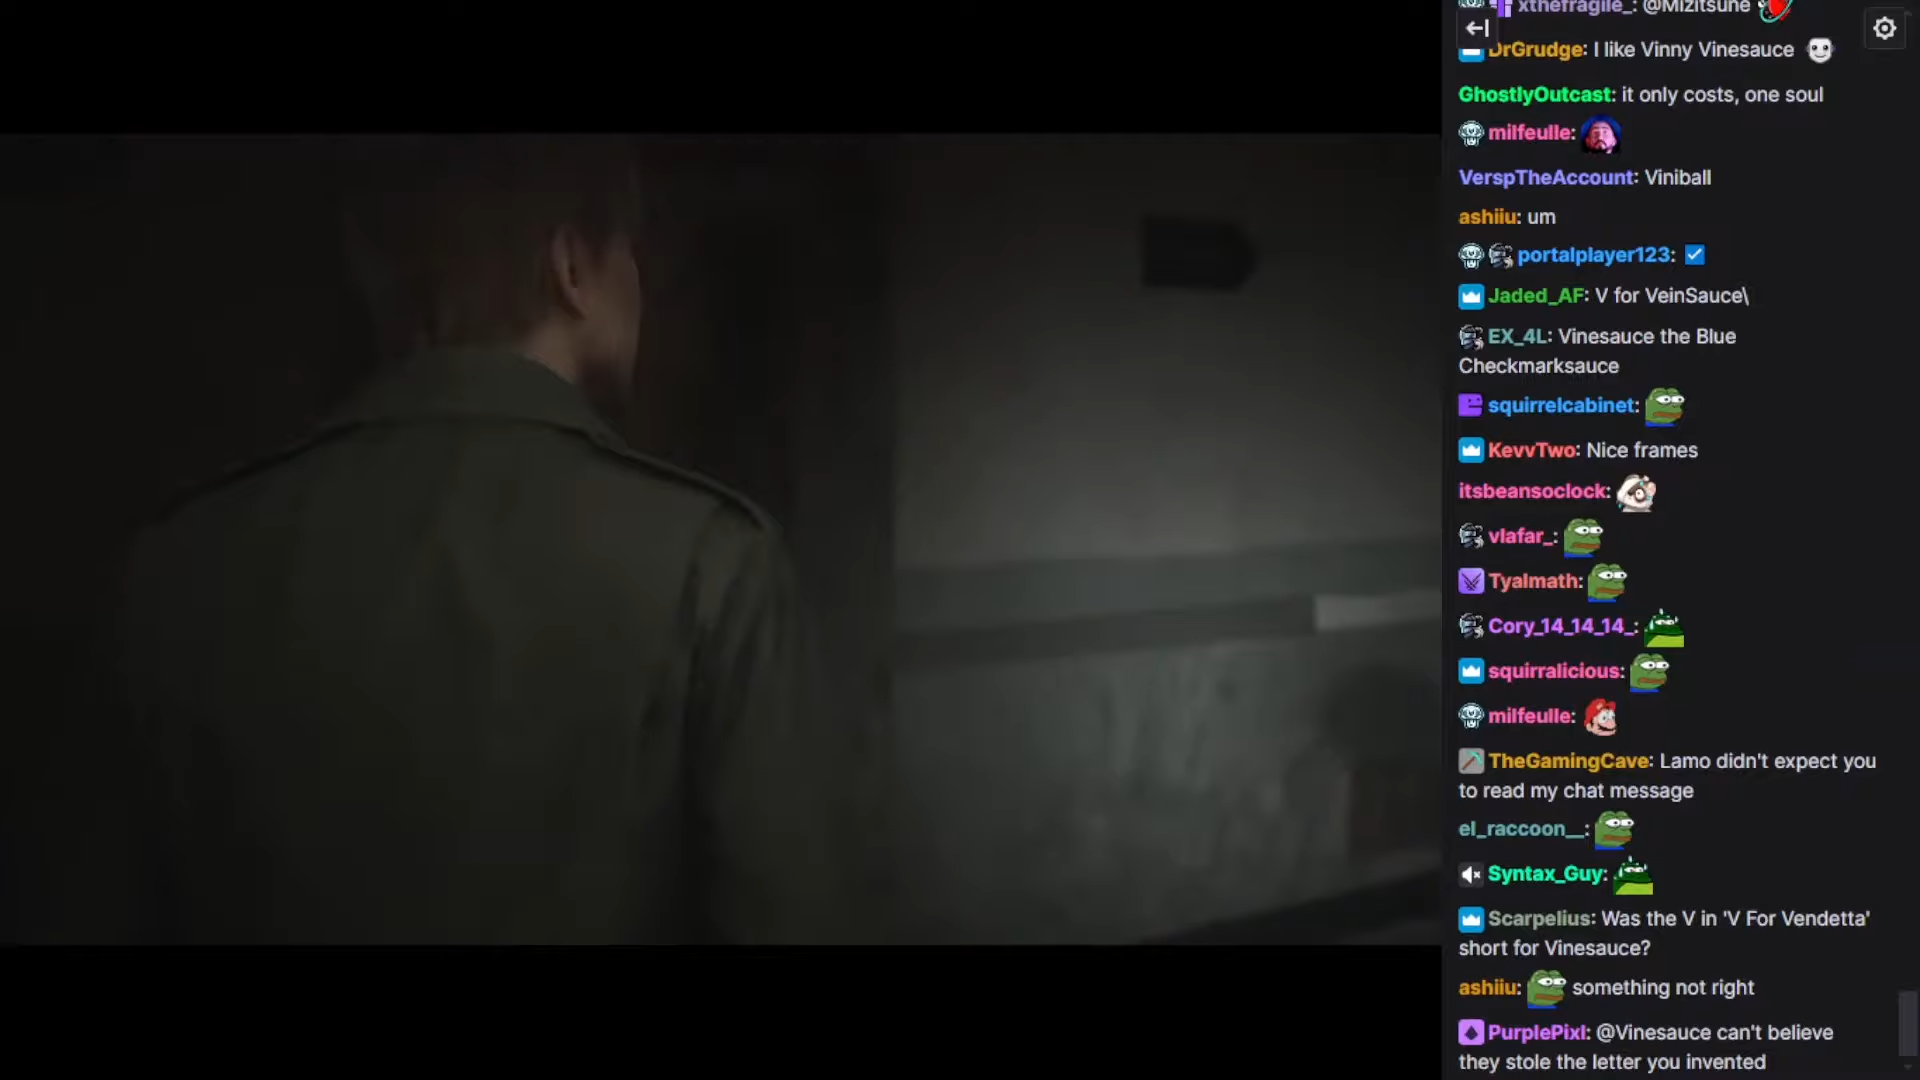 xthefragile_: @Mizitsune
DrGrudge: I like Vinny Vinesauce
GhostlyOutcast: it only costs, one soul
milfeulle:
VerspTheAccount: Viniball
ashiiu: um
portalplayer123:
Jaded_AF: V for VeinSauce\
EX_4L: Vinesauce the Blue
Checkmarksauce
squirrelcabinet:
KevvTwo: Nice frames
itsbeansoclock:
vlafar_:
Tyalmath:
Cory_14_14_14_:
squirralicious:
milfeulle:
TheGamingCave: Lamo didn't expect you
to read my chat message
el_raccoon__:
Syntax_Guy:
Scarpelius: Was the V in 'V For Vendetta'
short for Vinesauce?
ashiiu: something not right
PurplePixl: @Vinesauce can't believe
they stole the letter you invented